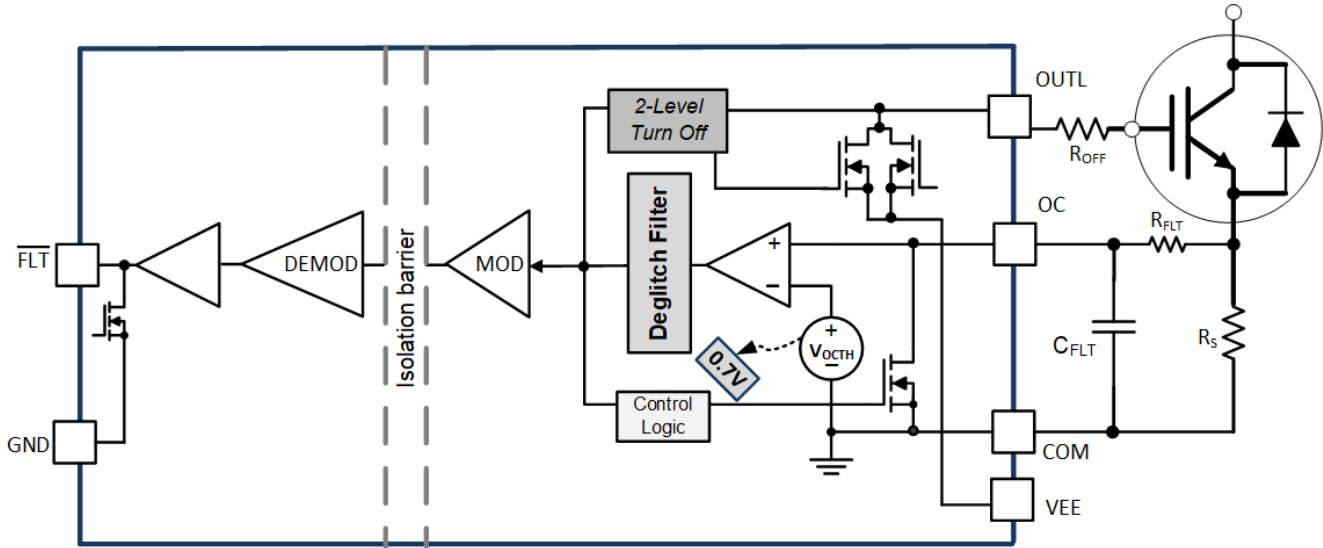 OUTL
2-Level
Turn Off
ROFF
OC
RFLT
FLT
DEMOD
Isolation barrier
MOD
Deglitch Filter
+
−
+
VOCTH
−
0.7V
CFLT
RS
Control
Logic
GND
COM
VEE